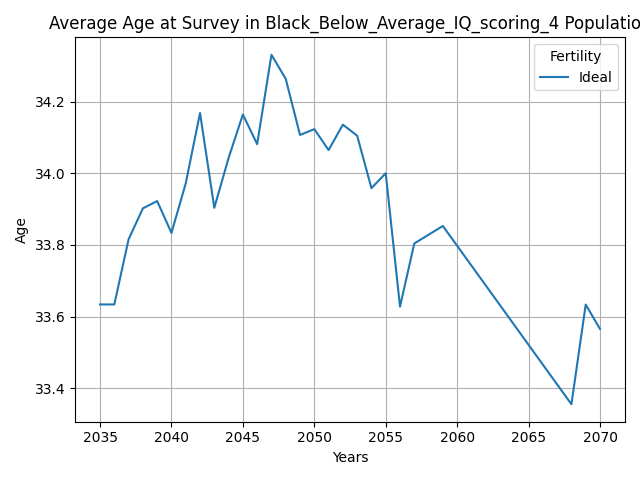 Average Age at Survey in Black_Below_Average_IQ_scoring_4 Populatio
Fertility
Ideal
34.2
34.0
33.8
33.6
33.4
Age
2035 2040 2045 2050 2055 2060 2065 2070
Years